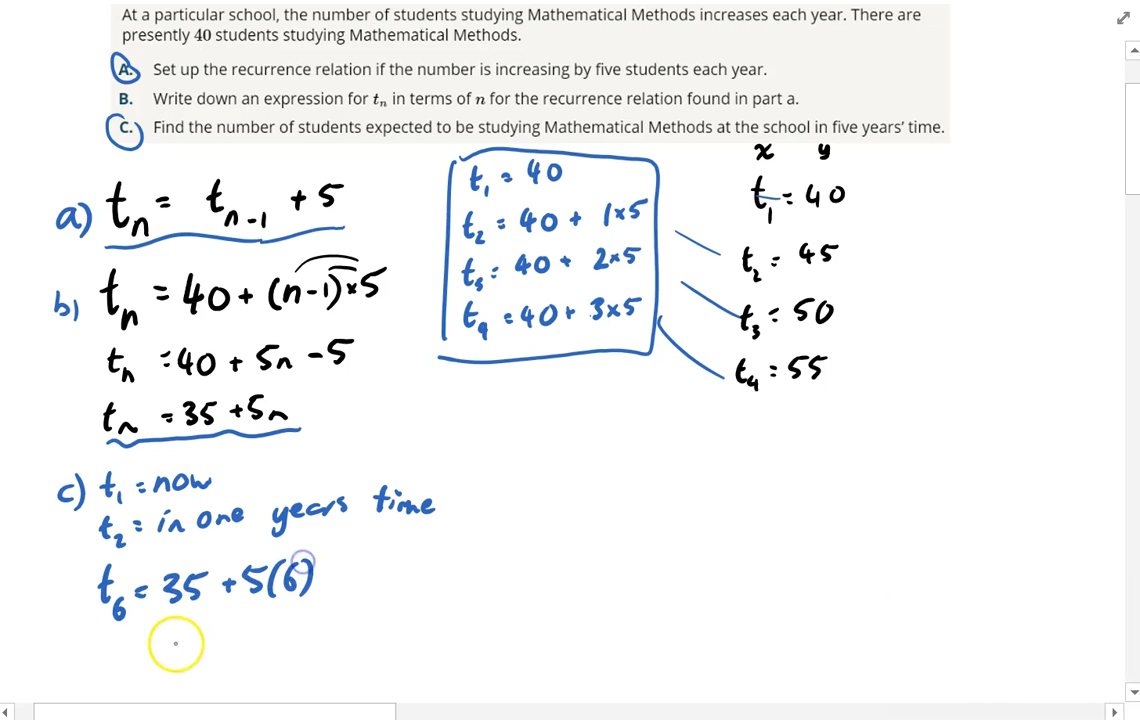 At a particular school, the number of students studying Mathematical Methods increases each year. There are
presently 40 students studying Mathematical Methods.
A. Set up the recurrence relation if the number is increasing by five students each year.
B. Write down an expression for tₙ in terms of n for the recurrence relation found in part a.
C. Find the number of students expected to be studying Mathematical Methods at the school in five years' time.
a) tₙ = tₙ₋₁ + 5
b) tₙ = 40 + (n-1)×5
tₙ = 40 + 5n - 5
tₙ = 35 + 5n
t₁ = 40
t₂ = 40 + 1×5
t₃ = 40 + 2×5
t₄ = 40 + 3×5
x y
t₁ = 40
t₂ = 45
t₃ = 50
t₄ = 55
c) t₁ = now
t₂ = in one years time
t₆ = 35 + 5(6)